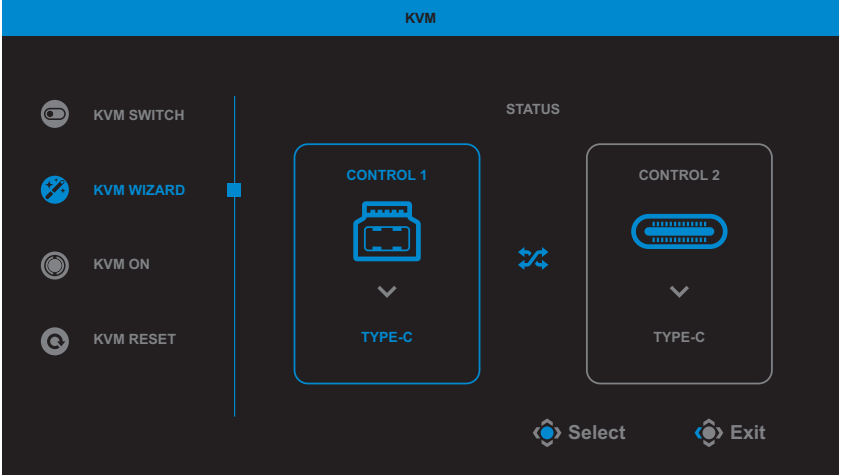 KVM
KVM SWITCH
KVM WIZARD
KVM ON
KVM RESET
STATUS
CONTROL 1
TYPE-C
CONTROL 2
TYPE-C
Select
Exit